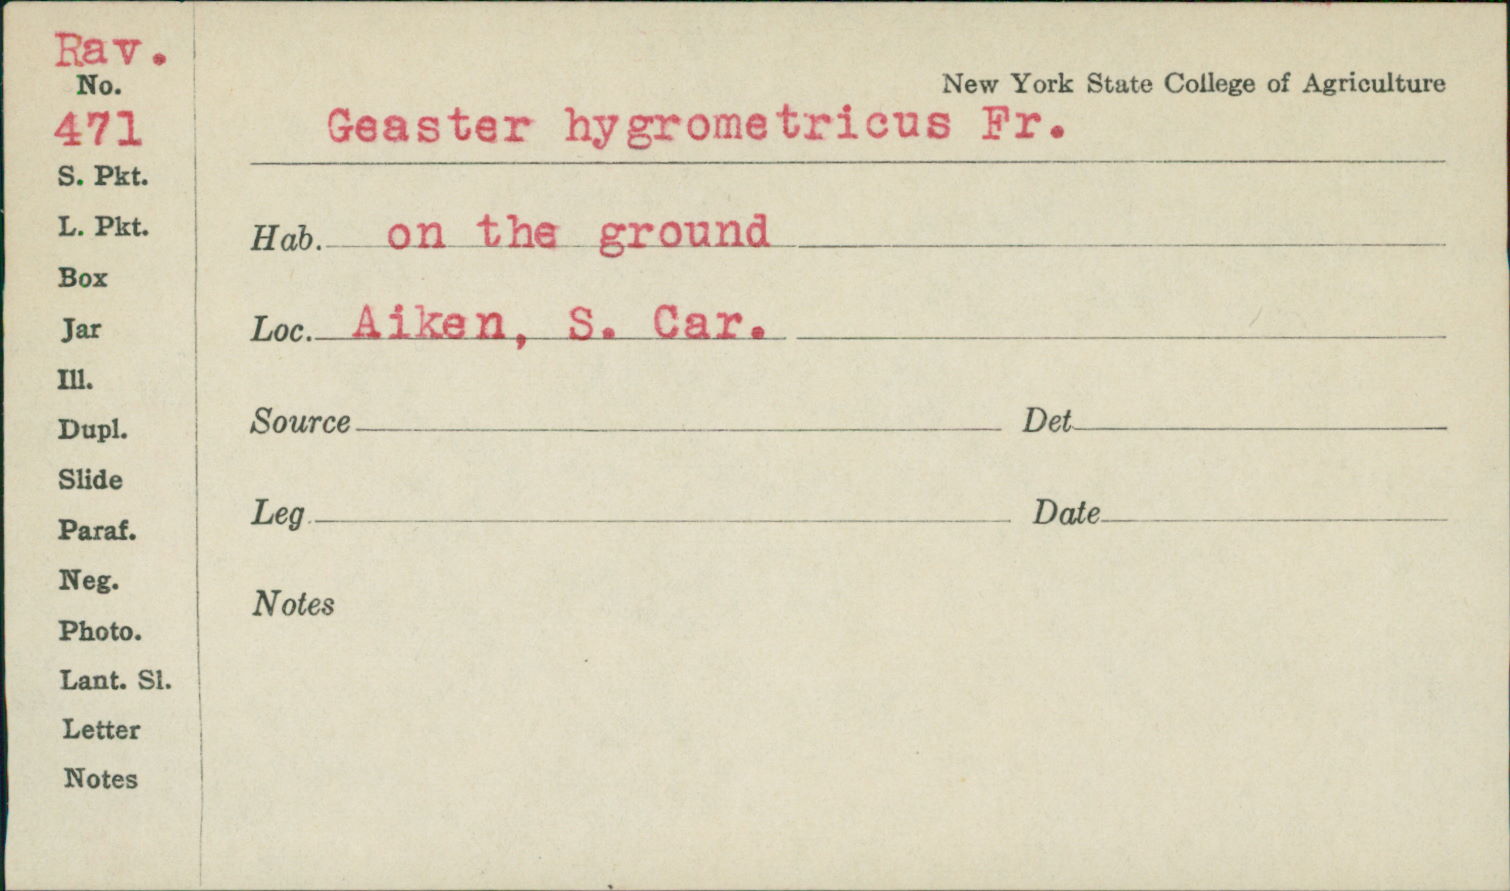 Rav.
No.
471
S. Pkt.
L. Pkt.
Box
Jar
Ill.
Dupl.
Slide
Paraf.
Neg.
Photo.
Lant. Sl.
Letter
Notes
New York State College of Agriculture
Geaster hygrometricus Fr.
Hab. on the ground
Loc. Aiken, S. Car.
Source Det
Leg. Date
Notes